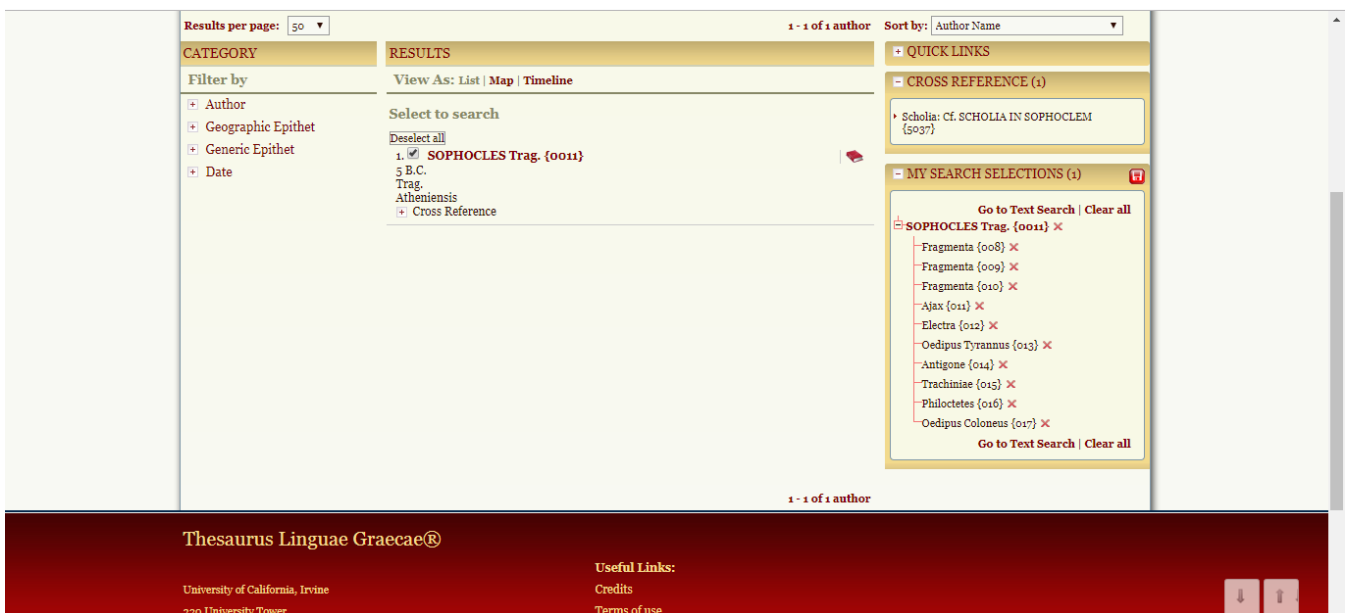 Results per page: 50
1 - 1 of 1 author Sort by: Author Name
CATEGORY
Filter by
Author
Geographic Epithet
Generic Epithet
Date
RESULTS
View As: List | Map | Timeline
Select to search
Deselect all
1. SOPHOCLES Trag. {0011}
5 B.C.
Trag.
Atheniensis
Cross Reference
QUICK LINKS
CROSS REFERENCE (1)
Scholia: Cf. SCHOLIA IN SOPHOCLEM
{5037}
MY SEARCH SELECTIONS (1)
Go to Text Search | Clear all
SOPHOCLES Trag. {0011}
Fragmenta {008}
Fragmenta {009}
Fragmenta {010}
Ajax {011}
Electra {012}
Oedipus Tyrannus {013}
Antigone {014}
Trachiniae {015}
Philoctetes {016}
Oedipus Coloneus {017}
Go to Text Search | Clear all
1 - 1 of 1 author
Thesaurus Linguae Graecae®
University of California, Irvine
220 University Tower
Useful Links:
Credits
Terms of use